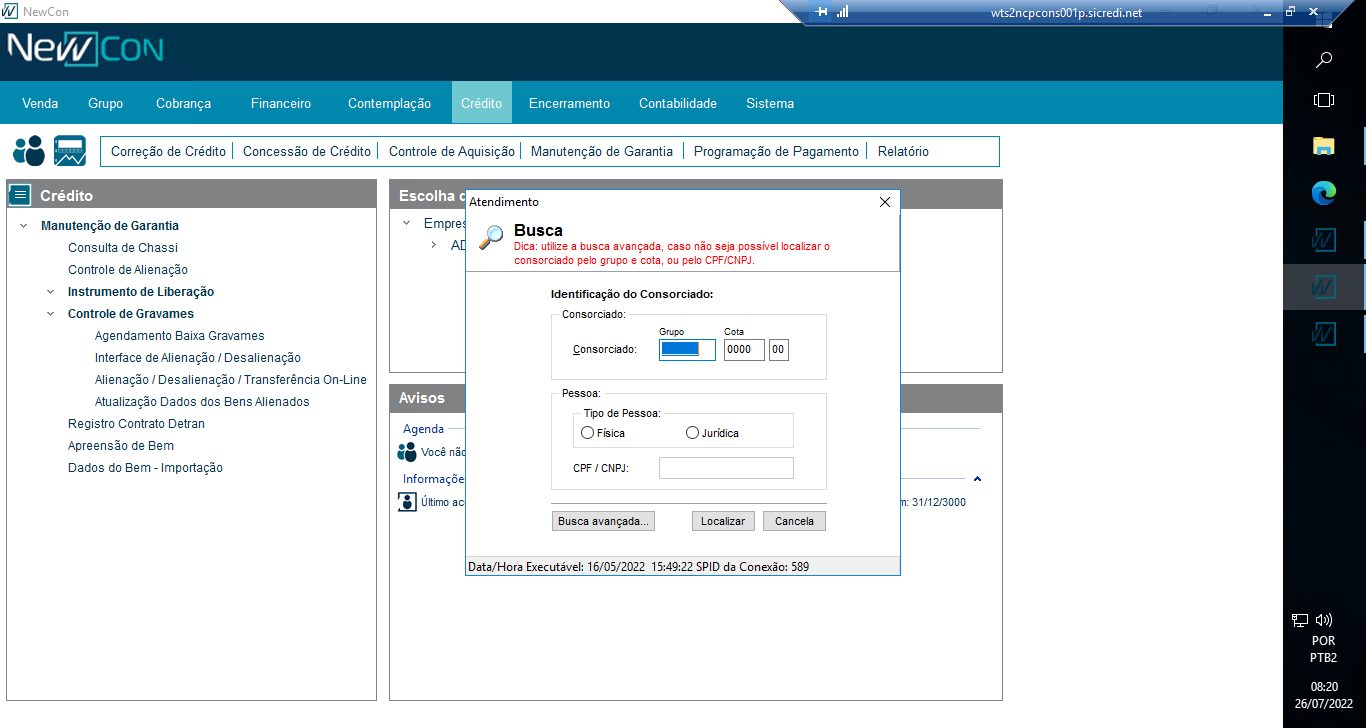 NewCon
wts2ncpcons001p.sicredi.net
NewCon
Venda Grupo Cobrança Financeiro Contemplação Crédito Encerramento Contabilidade Sistema
Correção de Crédito Concessão de Crédito Controle de Aquisição Manutenção de Garantia Programação de Pagamento Relatório
Crédito
Manutenção de Garantia
Consulta de Chassi
Controle de Alienação
Instrumento de Liberação
Controle de Gravames
Agendamento Baixa Gravames
Interface de Alienação / Desalienação
Alienação / Desalienação / Transferência On-Line
Atualização Dados dos Bens Alienados
Registro Contrato Detran
Apreensão de Bem
Dados do Bem - Importação
Escolha
Empres
AD
Avisos
Agenda
Você não
Informaçõe
Último ac
m: 31/12/3000
Atendimento
Busca
Dica: utilize a busca avançada, caso não seja possível localizar o
consorciado pelo grupo e cota, ou pelo CPF/CNPJ.
Identificação do Consorciado:
Consorciado:
Grupo Cota
Consorciado: 0000 00
Pessoa:
Tipo de Pessoa:
Física Jurídica
CPF / CNPJ:
Busca avançada... Localizar Cancela
Data/Hora Executável: 16/05/2022 15:49:22 SPID da Conexão: 589
POR
PTB2
08:20
26/07/2022